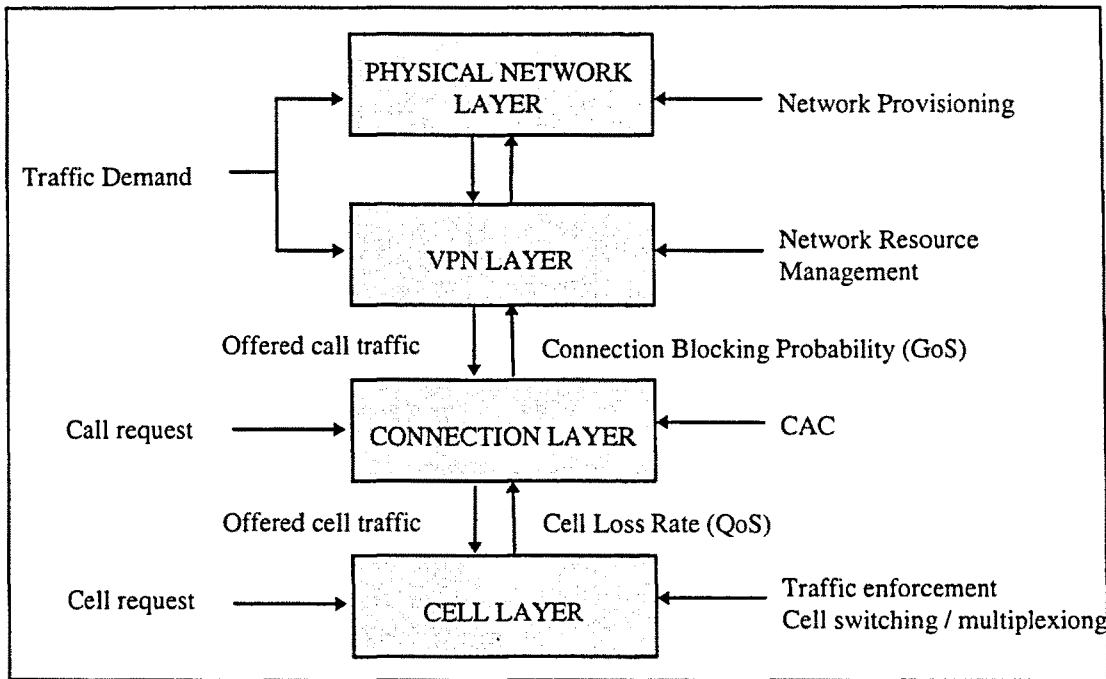 PHYSICAL NETWORK
LAYER
Network Provisioning
Traffic Demand
VPN LAYER
Network Resource
Management
Offered call traffic
Connection Blocking Probability (GoS)
Call request
CONNECTION LAYER
CAC
Offered cell traffic
Cell Loss Rate (QoS)
Cell request
CELL LAYER
Traffic enforcement
Cell switching / multiplexiong